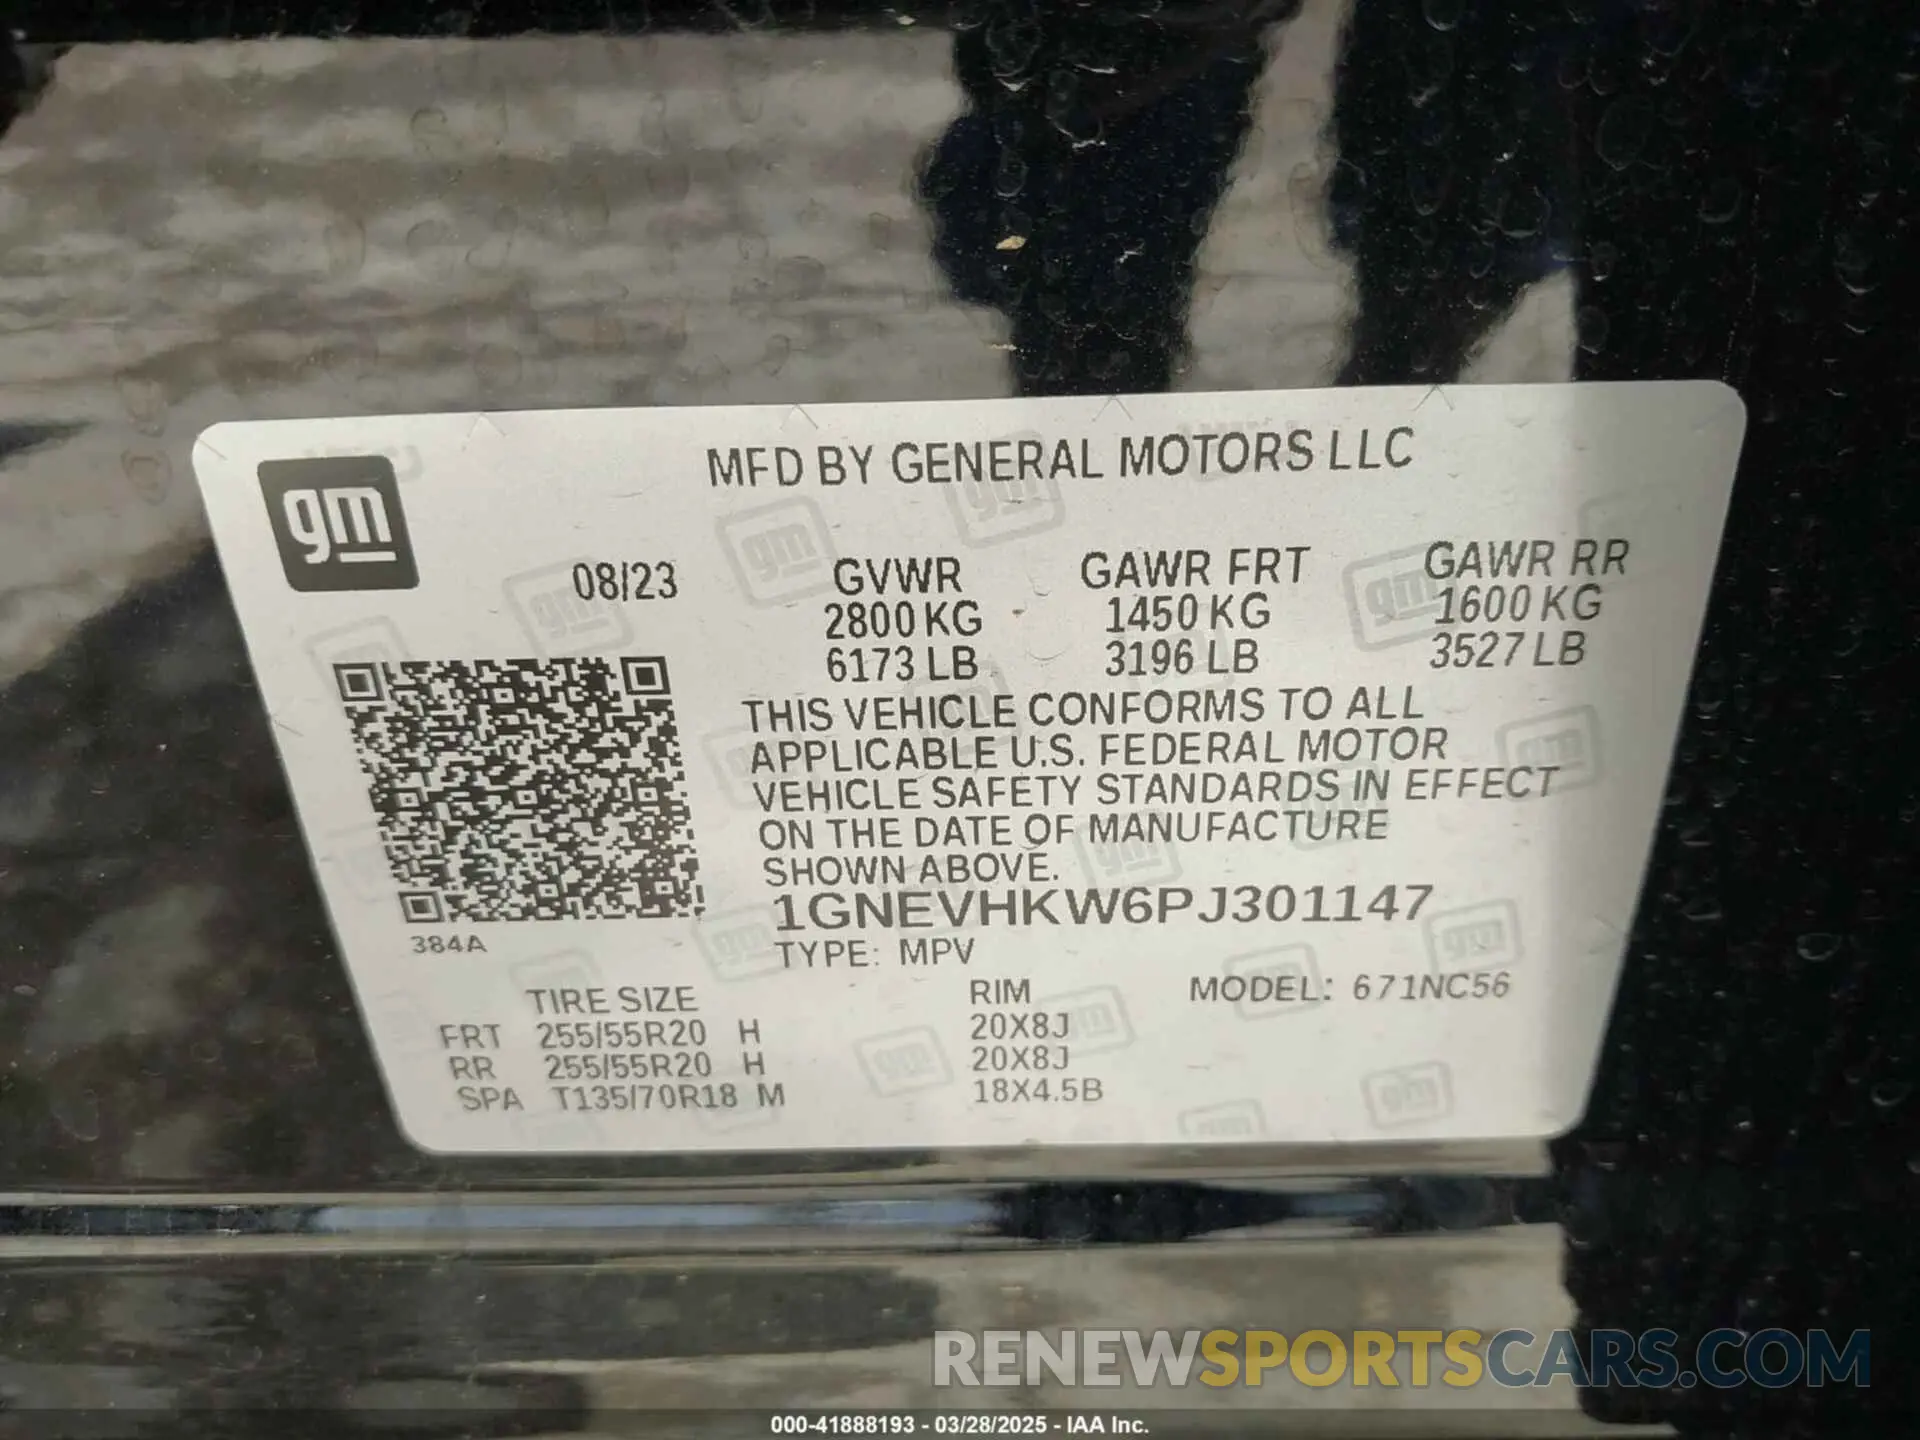 MFD BY GENERAL MOTORS LLC
gm
08/23 GVWR GAWR FRT GAWR RR
2800 KG 1450 KG 1600 KG
6173 LB 3196 LB 3527 LB
THIS VEHICLE CONFORMS TO ALL
APPLICABLE U.S. FEDERAL MOTOR
VEHICLE SAFETY STANDARDS IN EFFECT
ON THE DATE OF MANUFACTURE
SHOWN ABOVE.
1GNEVHKW6PJ301147
384A
TYPE: MPV
TIRE SIZE RIM MODEL: 671NC56
FRT 255/55R20 H 20X8J
RR 255/55R20 H 20X8J
SPA T135/70R18 M 18X4.5B
RENEWSPORTSCARS.COM
000-41888193 - 03/28/2025 - IAA Inc.